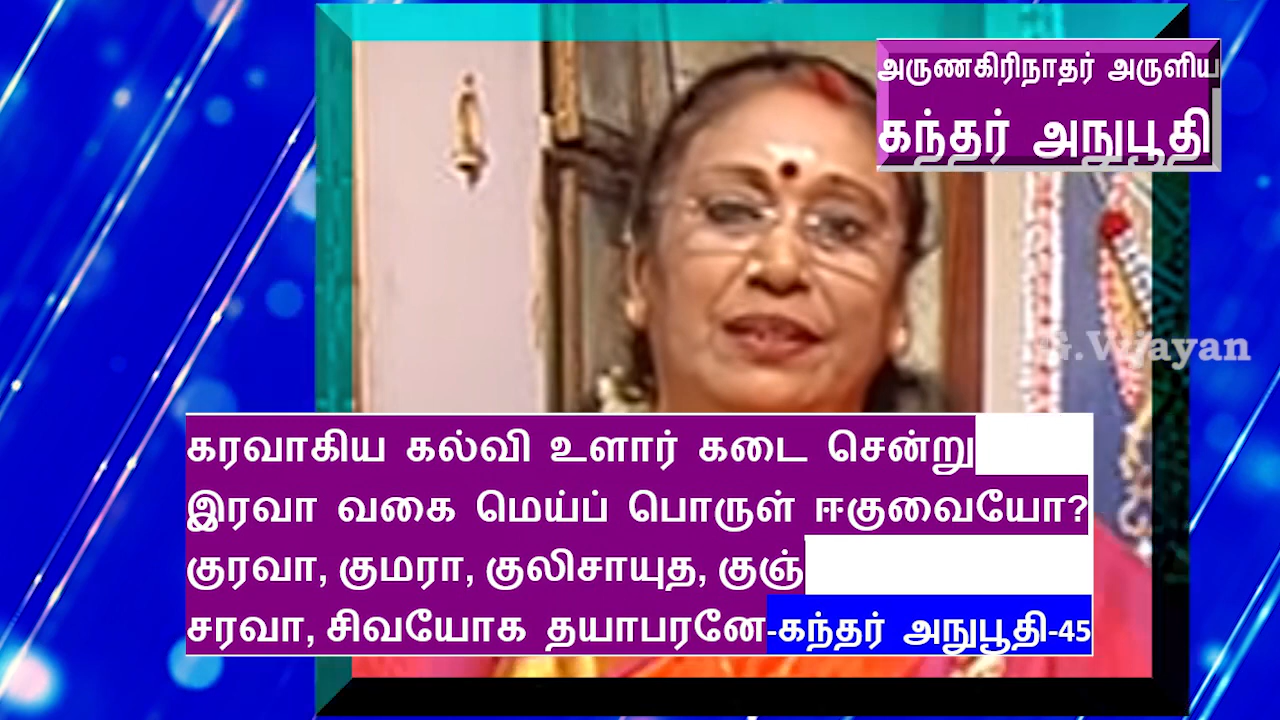 அருணகிரிநாதர் அருளிய
கந்தர் அநுபூதி
G.Vijayan
கரவாகிய கல்வி உளார் கடை சென்று
இரவா வகை மெய்ப் பொருள் ஈகுவையோ?
குரவா, குமரா, குலிசாயுத, குஞ்
சரவா, சிவயோக தயாபரனே-கந்தர் அநுபூதி-45